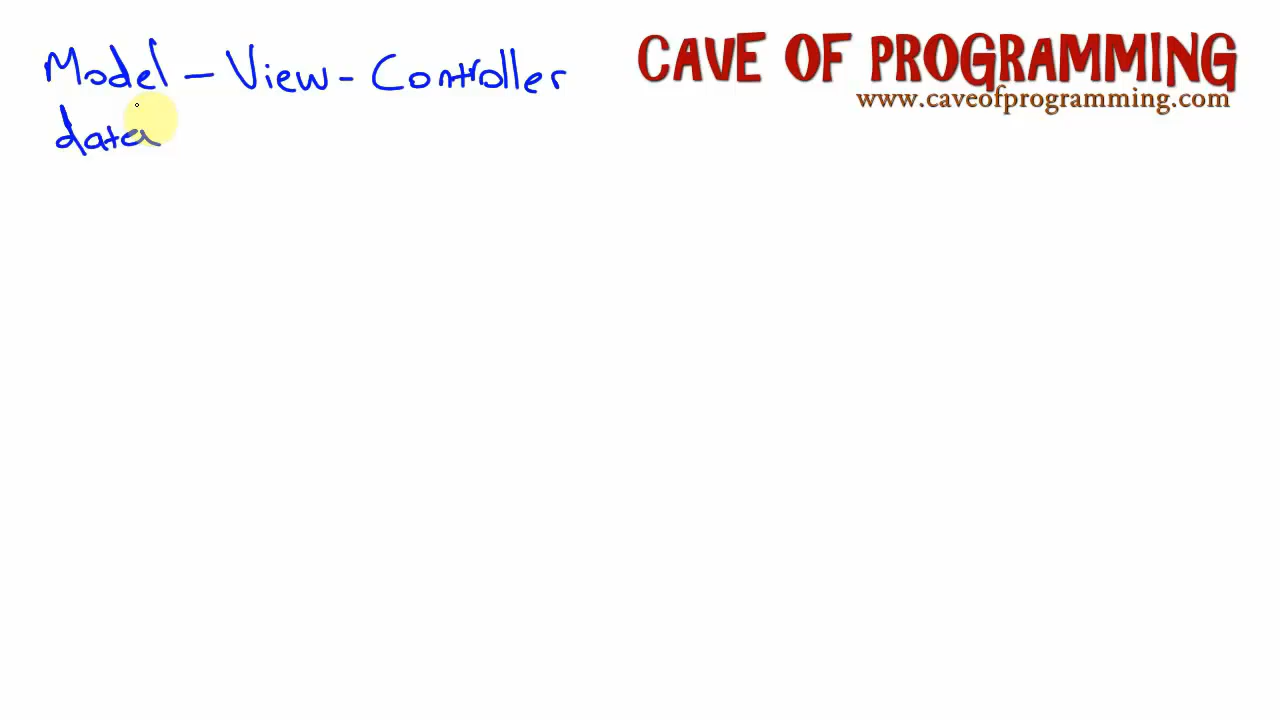 Model - View - Controller
data
CAVE OF PROGRAMMING
www.caveofprogramming.com